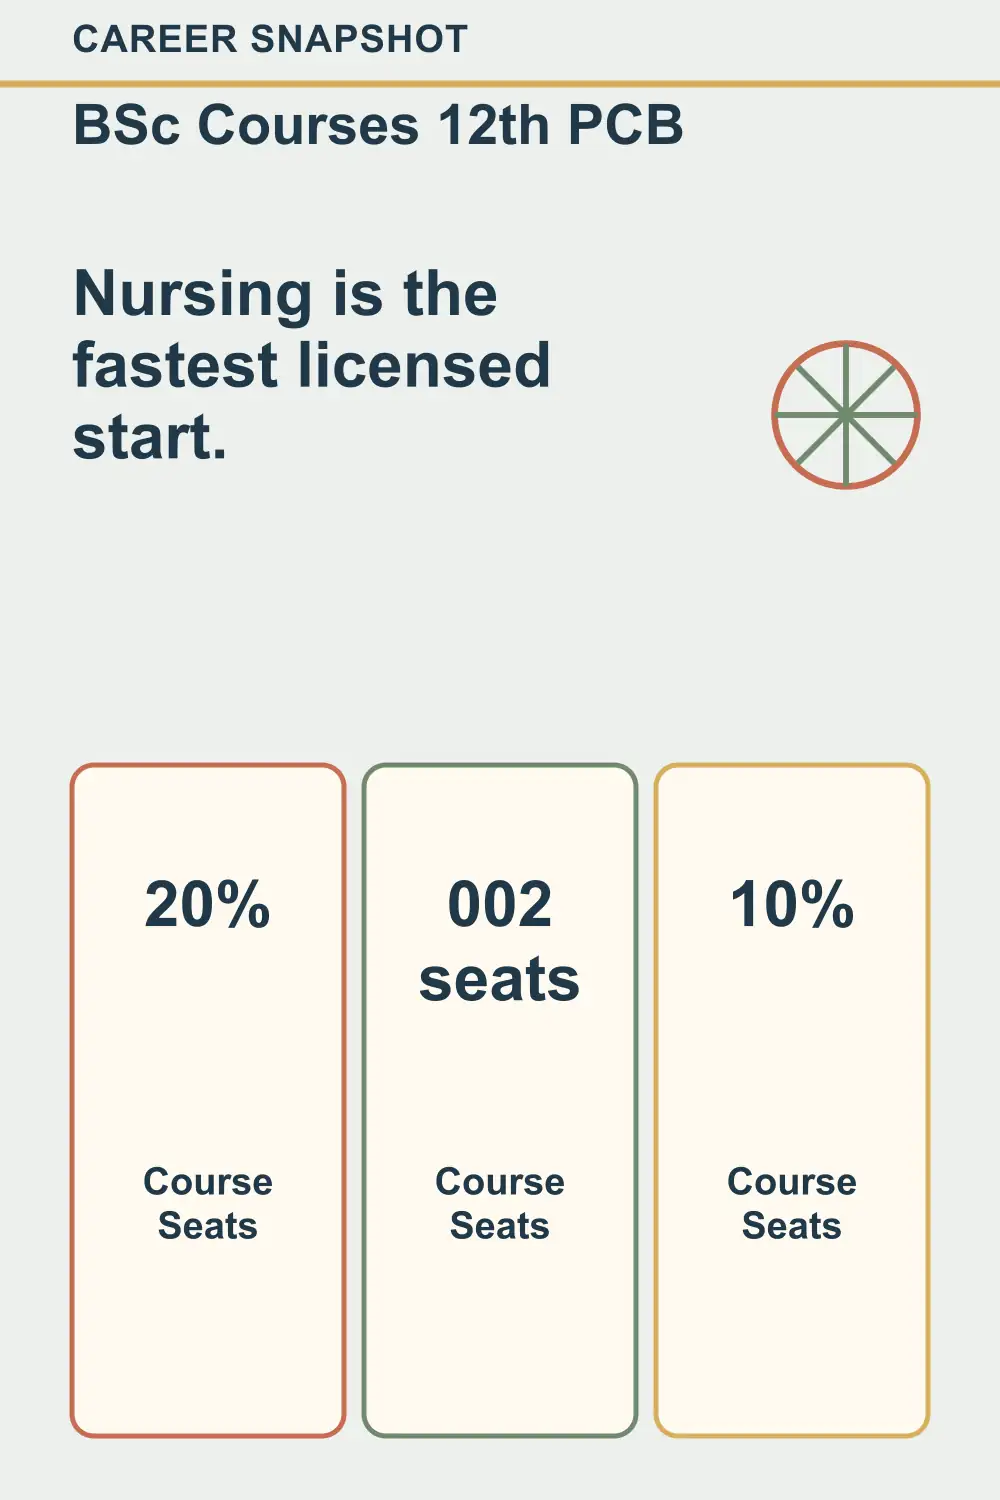 CAREER SNAPSHOT
BSc Courses 12th PCB
Nursing is the
fastest licensed
start.
20%
002
seats
10%
Course
Seats
Course
Seats
Course
Seats